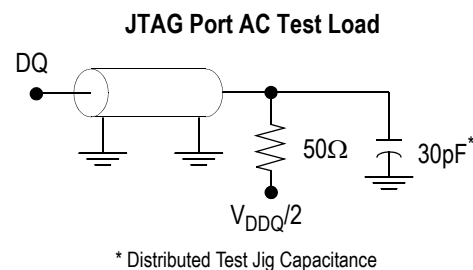 JTAG Port AC Test Load
DQ
50Ω
30pF*
VDDQ/2
* Distributed Test Jig Capacitance